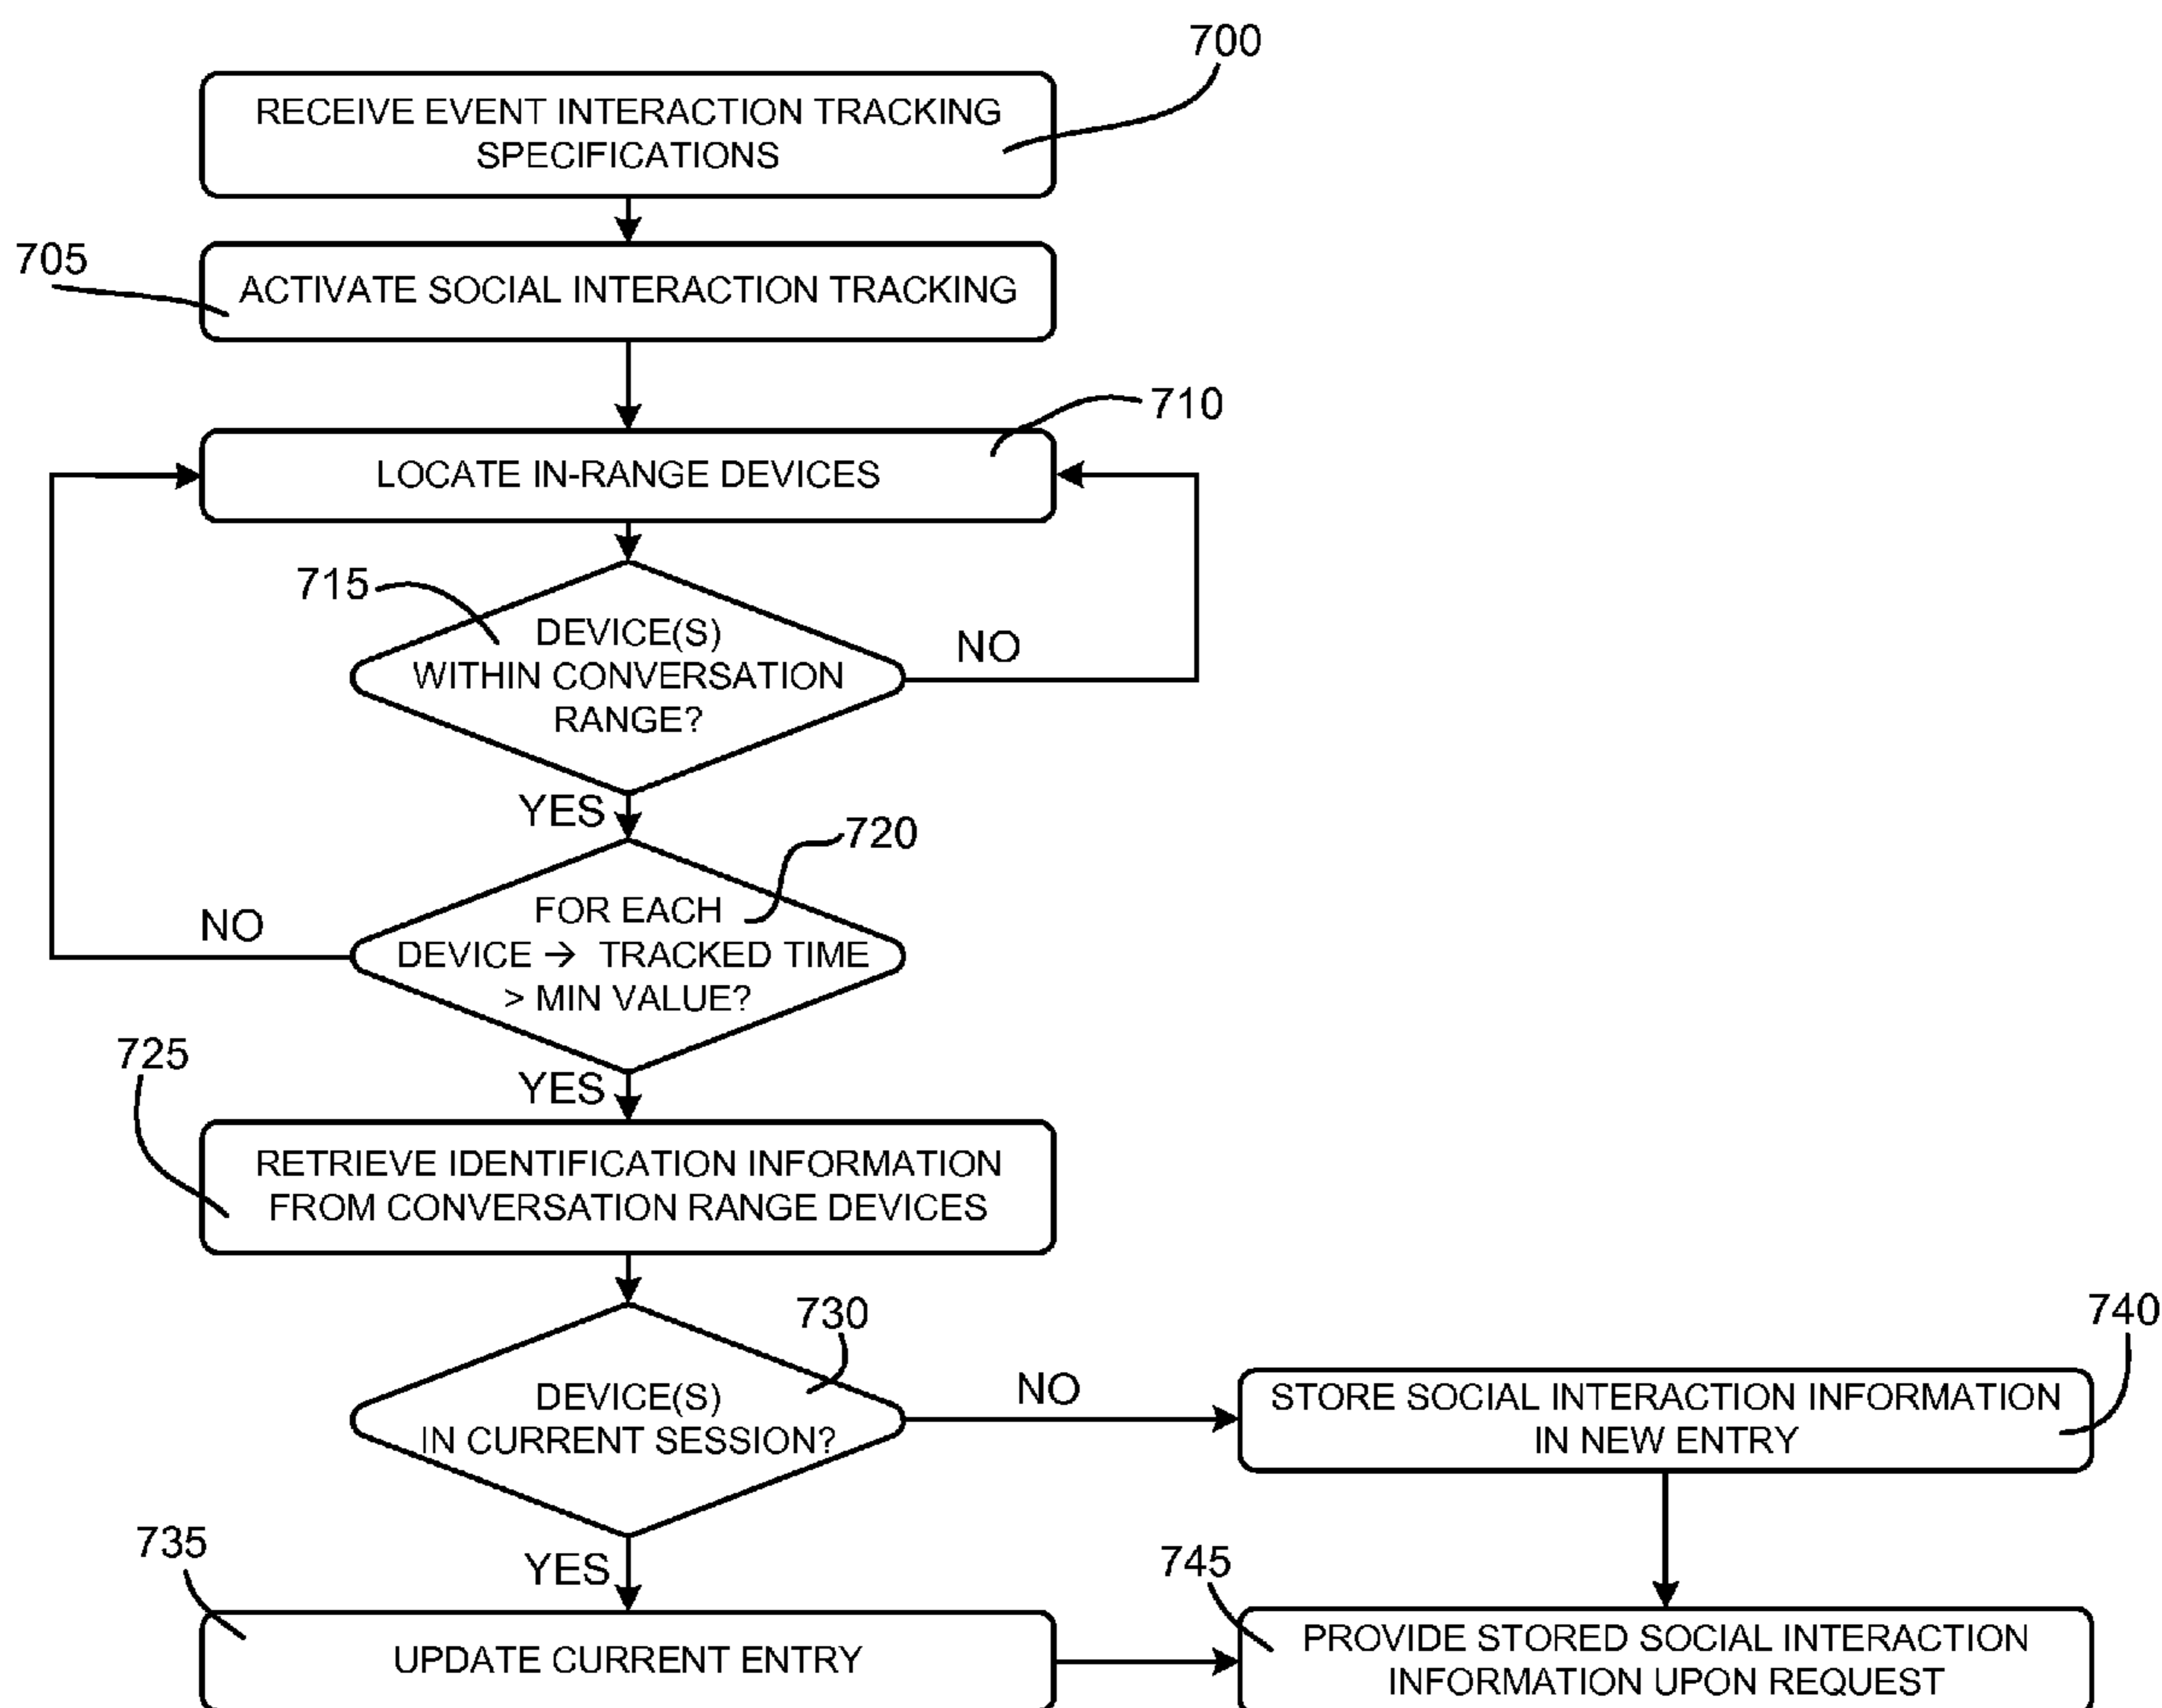 700
RECEIVE EVENT INTERACTION TRACKING
SPECIFICATIONS
705
ACTIVATE SOCIAL INTERACTION TRACKING
710
LOCATE IN-RANGE DEVICES
715
DEVICE(S)
WITHIN CONVERSATION
RANGE?
NO
YES
720
FOR EACH
DEVICE → TRACKED TIME
> MIN VALUE?
NO
YES
725
RETRIEVE IDENTIFICATION INFORMATION
FROM CONVERSATION RANGE DEVICES
730
DEVICE(S)
IN CURRENT SESSION?
NO
740
STORE SOCIAL INTERACTION INFORMATION
IN NEW ENTRY
YES
735
UPDATE CURRENT ENTRY
745
PROVIDE STORED SOCIAL INTERACTION
INFORMATION UPON REQUEST